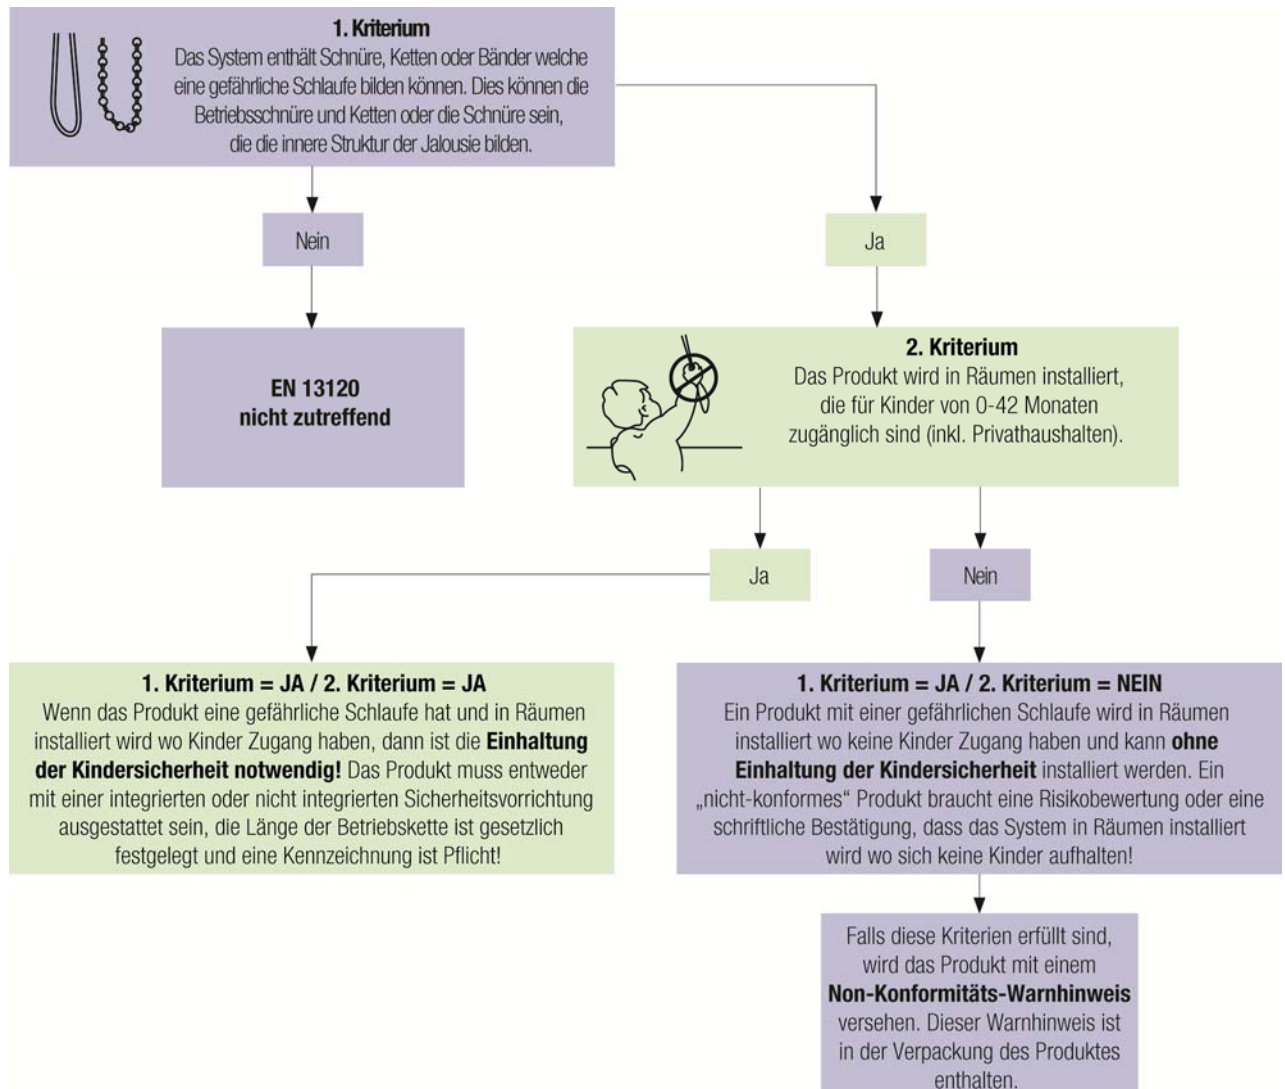 1. Kriterium
Das System enthält Schnüre, Ketten oder Bänder welche
eine gefährliche Schlaufe bilden können. Dies können die
Betriebsschnüre und Ketten oder die Schnüre sein,
die die innere Struktur der Jalousie bilden.
Nein
Ja
EN 13120
nicht zutreffend
2. Kriterium
Das Produkt wird in Räumen installiert,
die für Kinder von 0-42 Monaten
zugänglich sind (inkl. Privathaushalten).
Ja
Nein
1. Kriterium = JA / 2. Kriterium = JA
Wenn das Produkt eine gefährliche Schlaufe hat und in Räumen
installiert wird wo Kinder Zugang haben, dann ist die Einhaltung
der Kindersicherheit notwendig! Das Produkt muss entweder
mit einer integrierten oder nicht integrierten Sicherheitsvorrichtung
ausgestattet sein, die Länge der Betriebskette ist gesetzlich
festgelegt und eine Kennzeichnung ist Pflicht!
1. Kriterium = JA / 2. Kriterium = NEIN
Ein Produkt mit einer gefährlichen Schlaufe wird in Räumen
installiert wo keine Kinder Zugang haben und kann ohne
Einhaltung der Kindersicherheit installiert werden. Ein
„nicht-konformes“ Produkt braucht eine Risikobewertung oder eine
schriftliche Bestätigung, dass das System in Räumen installiert
wird wo sich keine Kinder aufhalten!
Falls diese Kriterien erfüllt sind,
wird das Produkt mit einem
Non-Konformitäts-Warnhinweis
versehen. Dieser Warnhinweis ist
in der Verpackung des Produktes
enthalten.